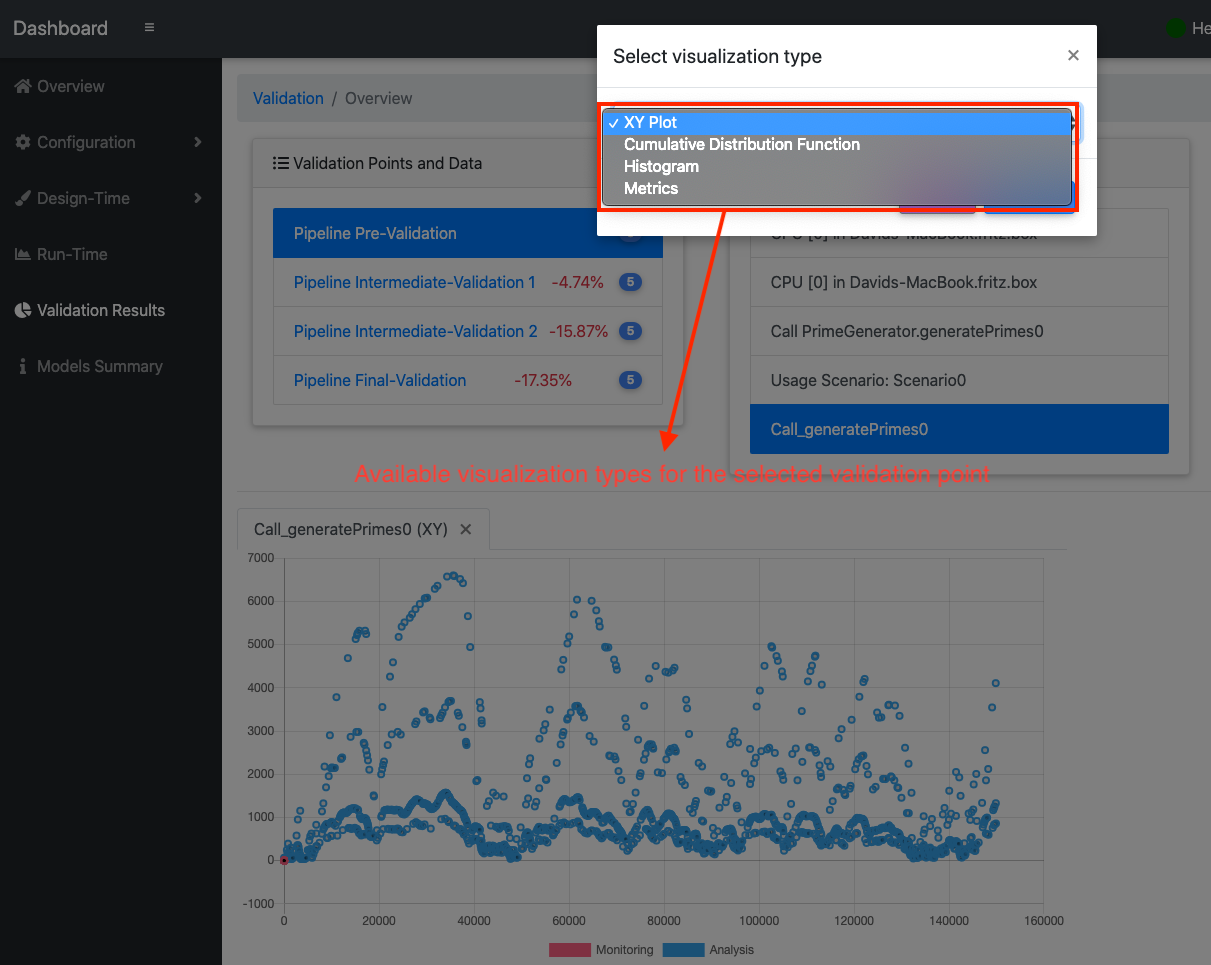 Dashboard
Overview
Configuration
Design-Time
Run-Time
Validation Results
Models Summary
He
Validation / Overview
Select visualization type
×
✓ XY Plot
Cumulative Distribution Function
Histogram
Metrics
Validation Points and Data
Pipeline Pre-Validation
Pipeline Intermediate-Validation 1 -4.74% 5
Pipeline Intermediate-Validation 2 -15.87% 5
Pipeline Final-Validation -17.35% 5
CPU [0] in Davids-MacBook.fritz.box
CPU [0] in Davids-MacBook.fritz.box
Call PrimeGenerator.generatePrimes0
Usage Scenario: Scenario0
Call_generatePrimes0
Available visualization types for the selected validation point
Call_generatePrimes0 (XY) ×
7000
6000
5000
4000
3000
2000
1000
0
-1000
0 20000 40000 60000 80000 100000 120000 140000 160000
Monitoring Analysis